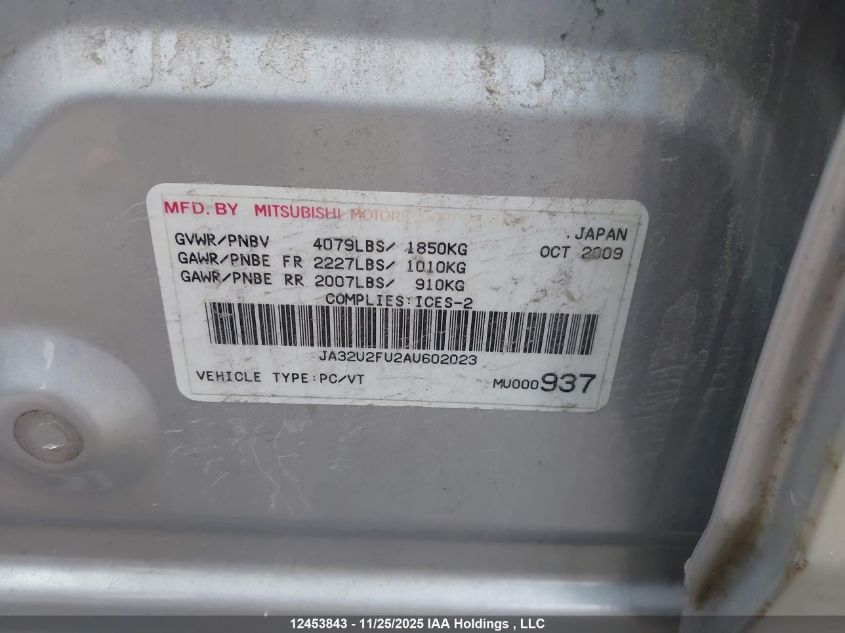 MFD. BY MITSUBISHI MOTORS
.JAPAN
GVWR/PNBV 4079LBS/ 1850KG OCT 2009
GAWR/PNBE FR 2227LBS/ 1010KG
GAWR/PNBE RR 2007LBS/ 910KG
COMPLIES:ICES-2
JA32U2FU2AU602023
VEHICLE TYPE:PC/VT MU000937
12453843 - 11/25/2025 IAA Holdings , LLC